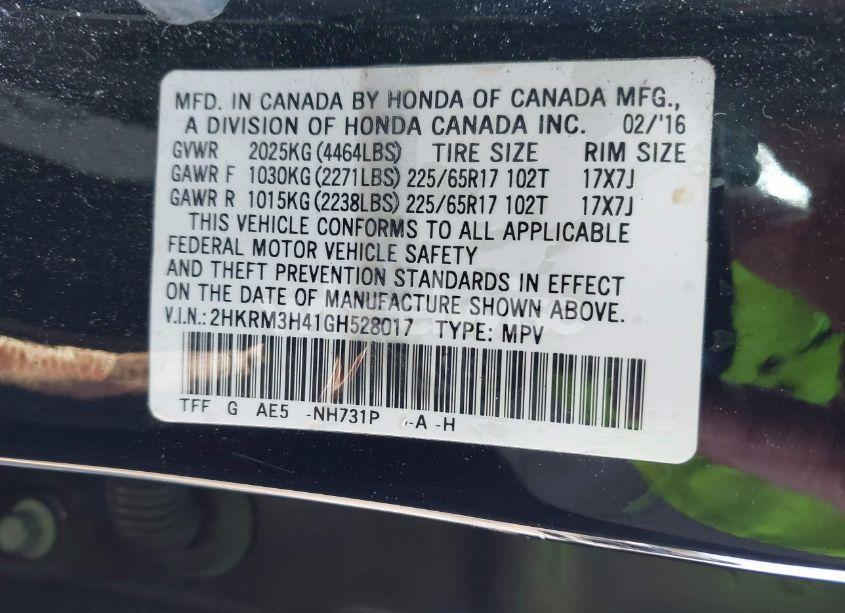 MFD. IN CANADA BY HONDA OF CANADA MFG.,
A DIVISION OF HONDA CANADA INC. 02/'16
GVWR 2025KG (4464LBS) TIRE SIZE RIM SIZE
GAWR F 1030KG (2271LBS) 225/65R17 102T 17X7J
GAWR R 1015KG (2238LBS) 225/65R17 102T 17X7J
THIS VEHICLE CONFORMS TO ALL APPLICABLE
FEDERAL MOTOR VEHICLE SAFETY
AND THEFT PREVENTION STANDARDS IN EFFECT
ON THE DATE OF MANUFACTURE SHOWN ABOVE.
V.I.N.: 2HKRM3H41GH528017 TYPE: MPV
TFF G AE5 -NH731P -A -H